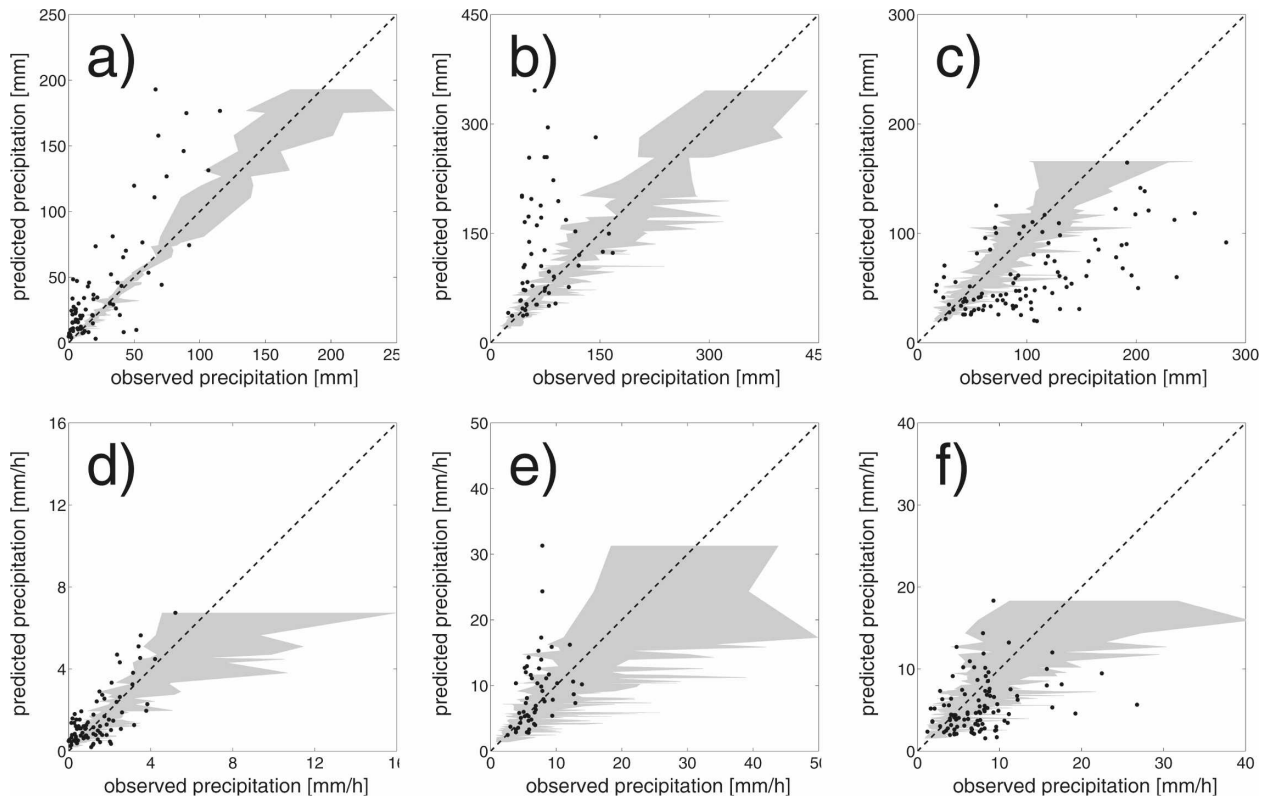 a)
predicted precipitation [mm]
250
200
150
100
50
0
0 50 100 150 200 25
observed precipitation [mm]
b)
predicted precipitation [mm]
450
300
150
0
0 150 300 45
observed precipitation [mm]
c)
predicted precipitation [mm]
300
200
100
0
0 100 200 300
observed precipitation [mm]
d)
predicted precipitation [mm/h]
16
12
8
4
0
0 4 8 12 1
observed precipitation [mm/h]
e)
predicted precipitation [mm/h]
50
40
30
20
10
0
0 10 20 30 40 50
observed precipitation [mm/h]
f)
predicted precipitation [mm/h]
40
30
20
10
0
0 10 20 30 40
observed precipitation [mm/h]